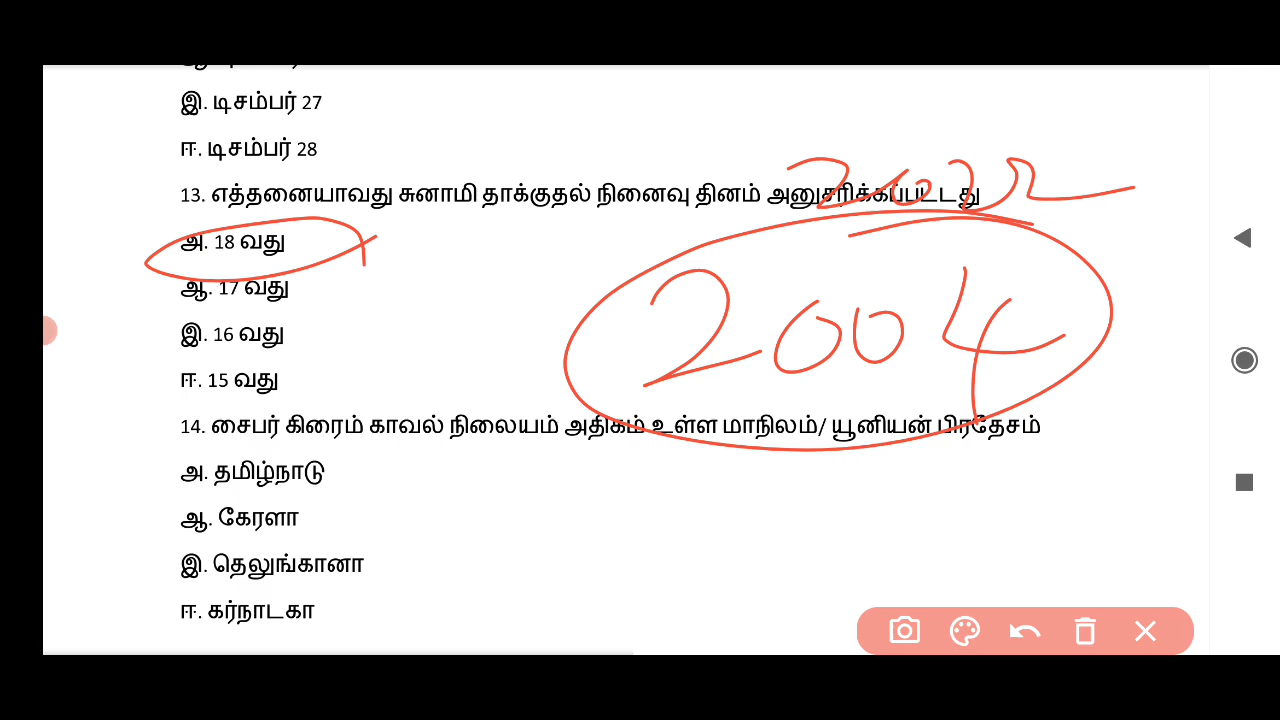 இ. டிசம்பர் 27
ஈ. டிசம்பர் 28
2022
13. எத்தனையாவது சுனாமி தாக்குதல் நினைவு தினம் அனுசரிக்கப்பட்டது
அ. 18 வது
ஆ. 17 வது
2004
இ. 16 வது
ஈ. 15 வது
14. சைபர் கிரைம் காவல் நிலையம் அதிகம் உள்ள மாநிலம்/ யூனியன் பிரதேசம்
அ. தமிழ்நாடு
ஆ. கேரளா
இ. தெலுங்கானா
ஈ. கர்நாடகா